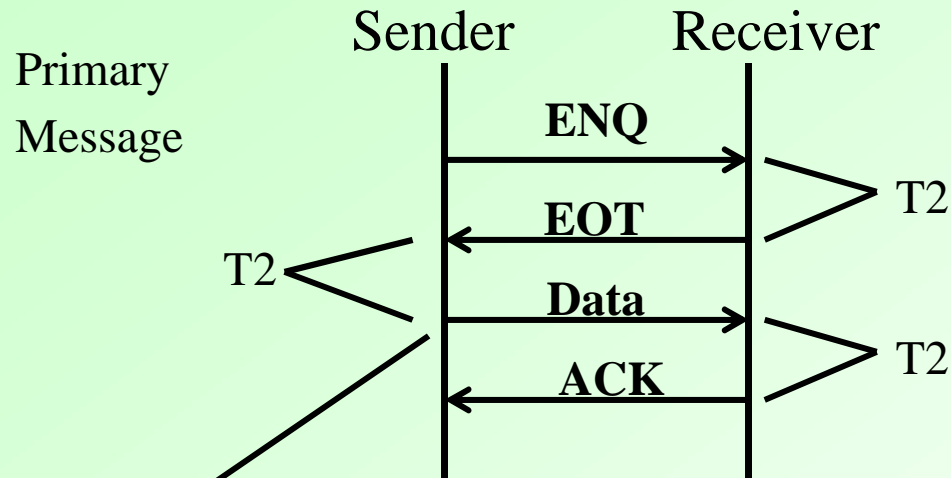 Sender
Receiver
Primary
Message
ENQ
T2
EOT
T2
Data
T2
ACK